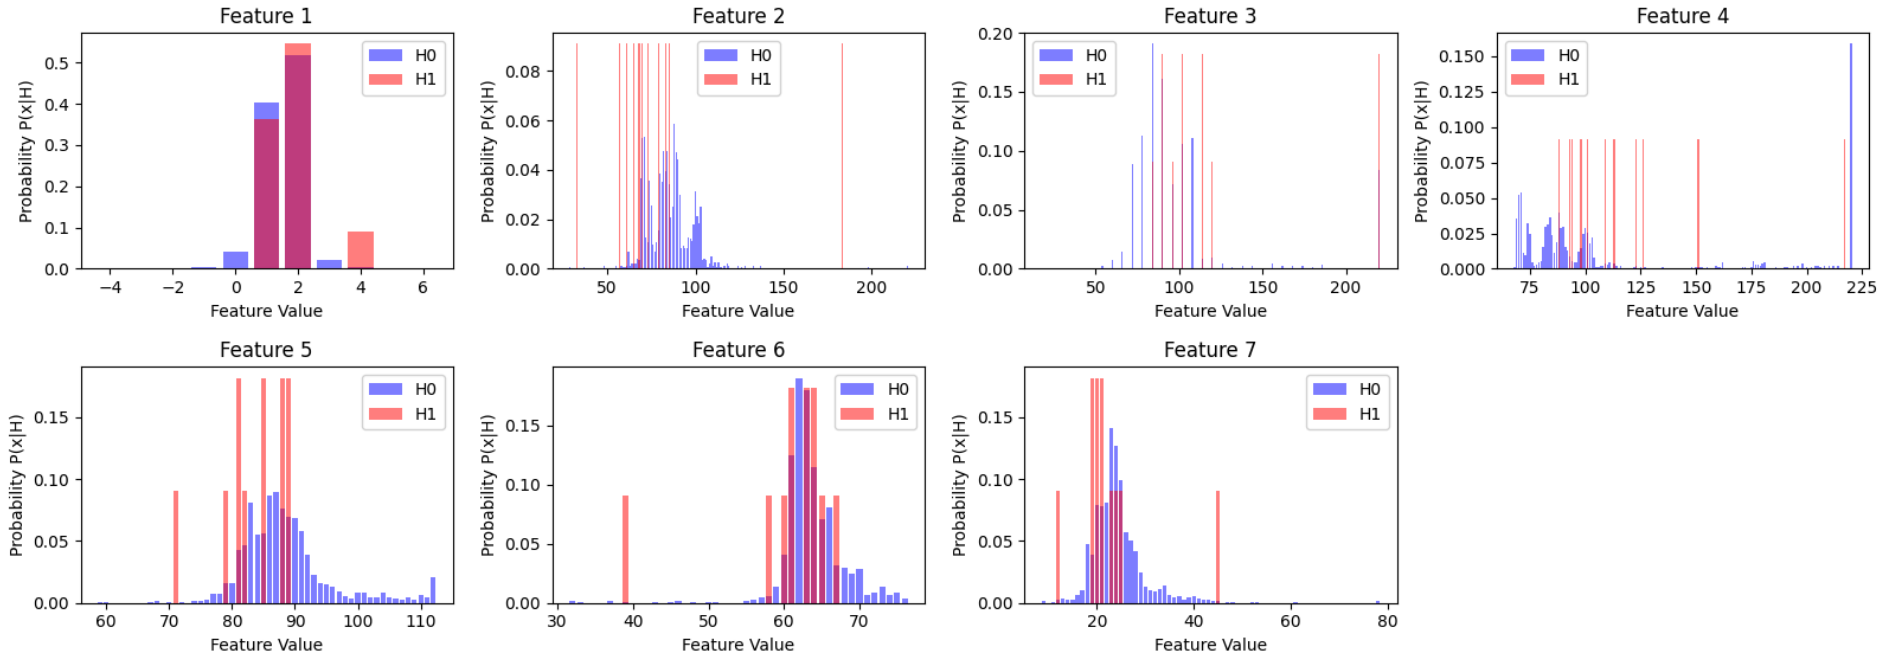 Feature 1
Probability P(x|H)
0.5
0.4
0.3
0.2
0.1
0.0
−4
−2
0
2
4
6
Feature Value
H0
H1
Feature 2
Probability P(x|H)
0.08
0.06
0.04
0.02
0.00
50
100
150
200
Feature Value
H0
H1
Feature 3
Probability P(x|H)
0.20
0.15
0.10
0.05
0.00
50
100
150
200
Feature Value
H0
H1
Feature 4
Probability P(x|H)
0.150
0.125
0.100
0.075
0.050
0.025
0.000
75
100
125
150
175
200
225
Feature Value
H0
H1
Feature 5
Probability P(x|H)
0.15
0.10
0.05
0.00
60
70
80
90
100
110
Feature Value
H0
H1
Feature 6
Probability P(x|H)
0.15
0.10
0.05
0.00
30
40
50
60
70
Feature Value
H0
H1
Feature 7
Probability P(x|H)
0.15
0.10
0.05
0.00
20
40
60
80
Feature Value
H0
H1